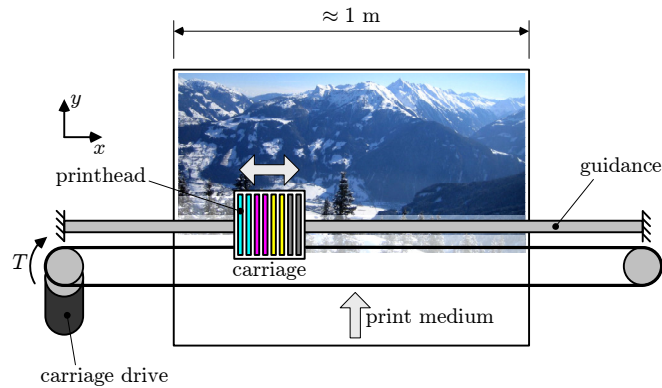 ≈ 1 m
y
x
printhead
guidance
T
carriage
print medium
carriage drive